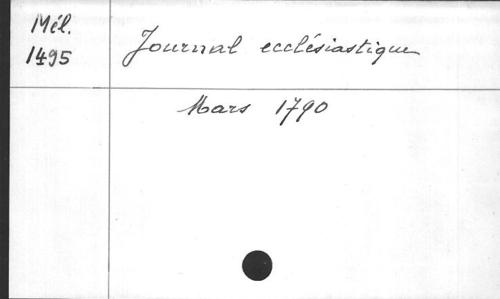 Mél.
1495
Journal ecclésiastique
Mars 1790